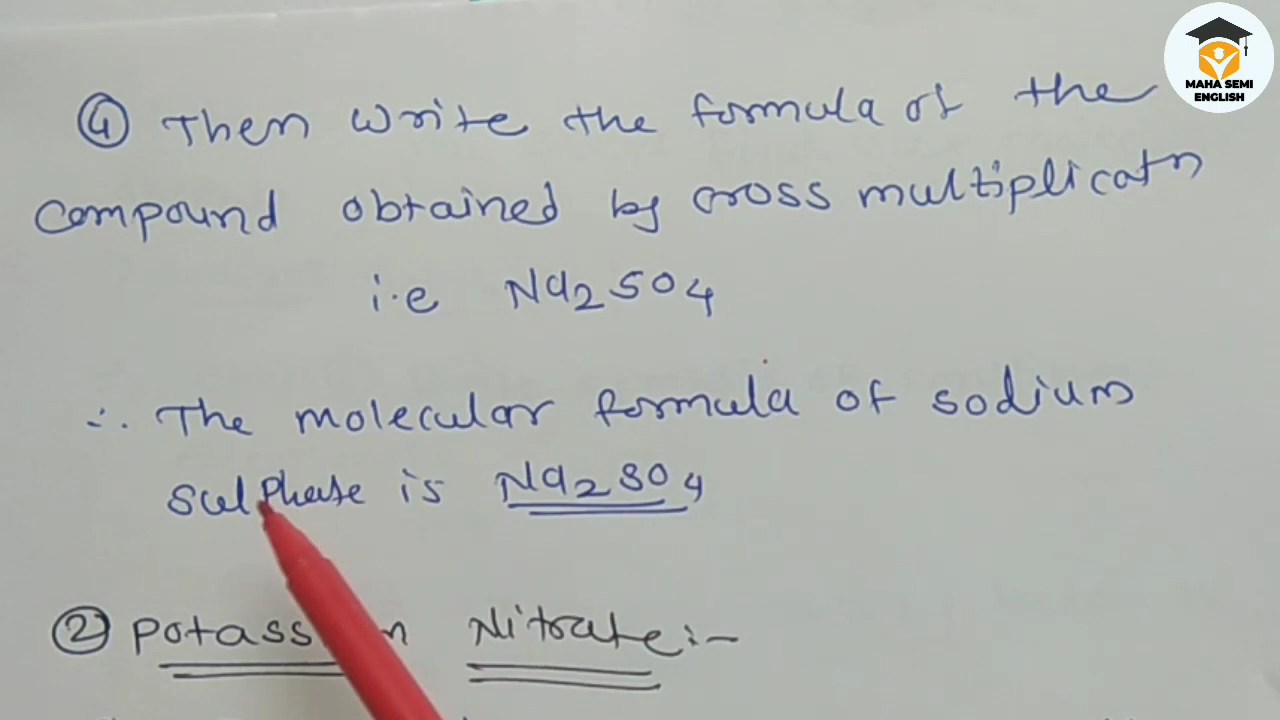 MAHA SEMI
ENGLISH
④ Then write the formula of the
compound obtained by cross multiplicatn
i.e Na2SO4
∴ The molecular formula of sodium
sulphate is Na2SO4
② Nitrate:-